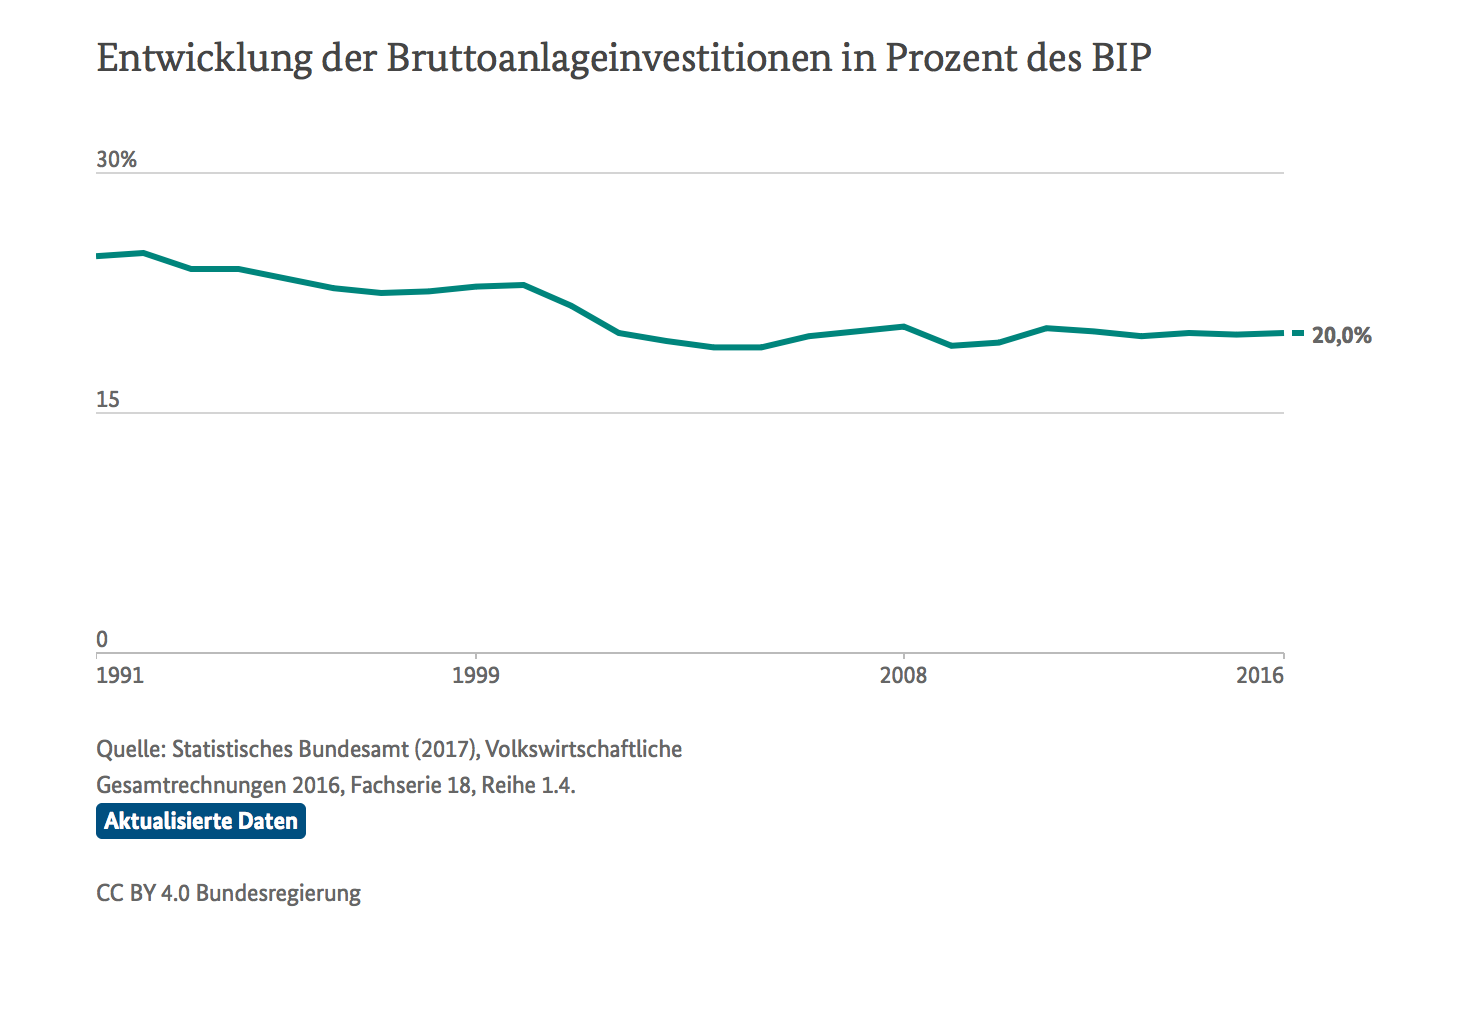 Entwicklung der Bruttoanlageinvestitionen in Prozent des BIP
30%
20,0%
15
0
1991 1999 2008 2016
Quelle: Statistisches Bundesamt (2017), Volkswirtschaftliche
Gesamtrechnungen 2016, Fachserie 18, Reihe 1.4.
Aktualisierte Daten
CC BY 4.0 Bundesregierung